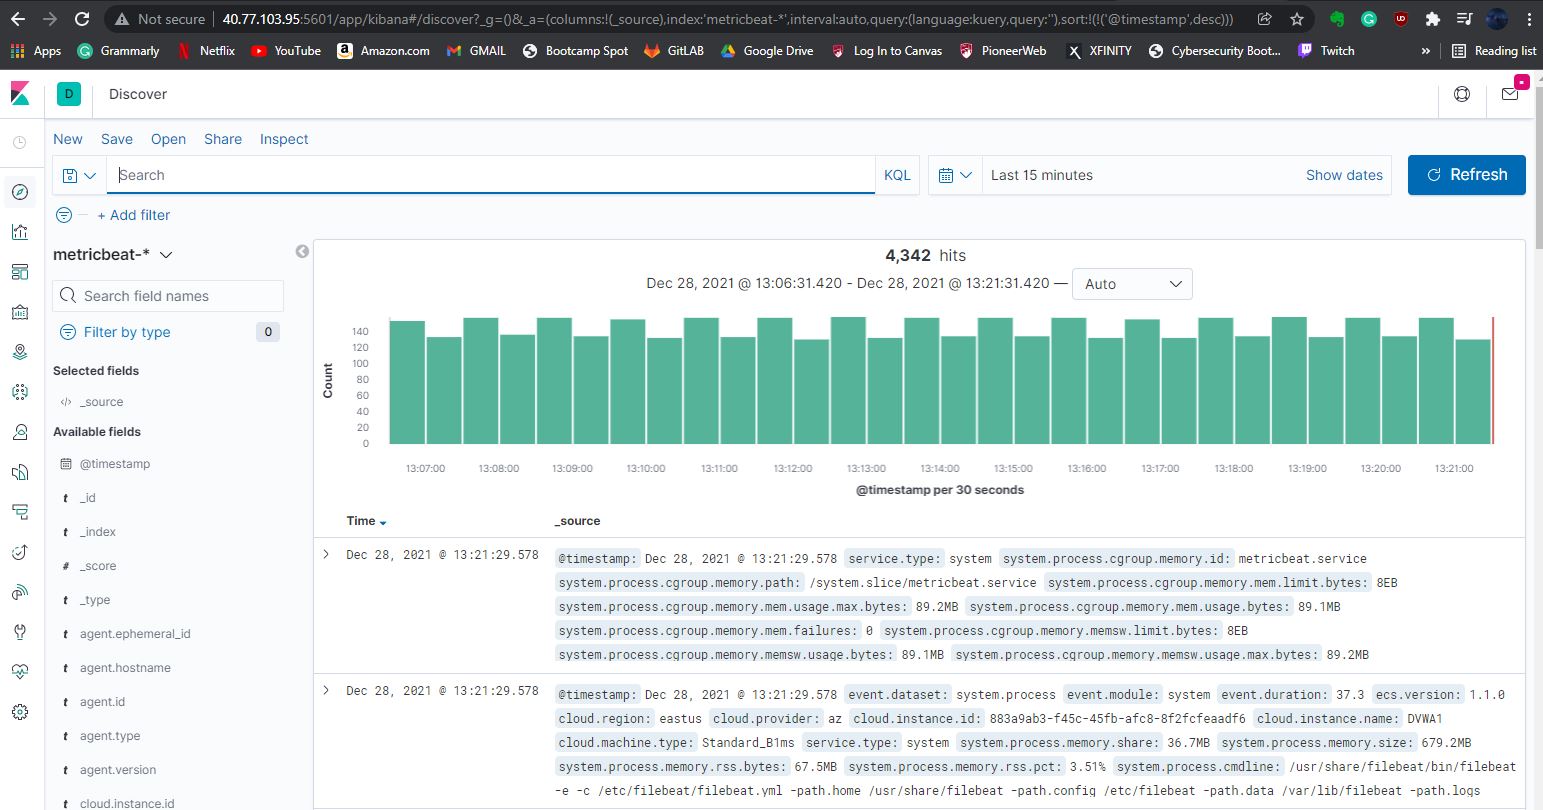 Not secure | 40.77.103.95:5601/app/kibana#/discover?_g=()&_a=(columns:!(_source),index:'metricbeat-*',interval:auto,query:(language:kuery,query:''),sort:!(!('@timestamp',desc)))
Apps Grammarly Netflix YouTube Amazon.com GMAIL Bootcamp Spot GitLAB Google Drive Log In to Canvas PioneerWeb XFINITY Cybersecurity Boot... Twitch » Reading list
D Discover
New Save Open Share Inspect
Search KQL Last 15 minutes Show dates Refresh
+ Add filter
metricbeat-*
4,342 hits
Dec 28, 2021 @ 13:06:31.420 - Dec 28, 2021 @ 13:21:31.420 — Auto
Search field names
Filter by type 0
Selected fields
_source
Available fields
@timestamp
t _id
t _index
# _score
t _type
t agent.ephemeral_id
t agent.hostname
t agent.id
t agent.type
t agent.version
t cloud.instance.id
Count
140
120
100
80
60
40
20
0
13:07:00 13:08:00 13:09:00 13:10:00 13:11:00 13:12:00 13:13:00 13:14:00 13:15:00 13:16:00 13:17:00 13:18:00 13:19:00 13:20:00 13:21:00
@timestamp per 30 seconds
Time _source
Dec 28, 2021 @ 13:21:29.578 @timestamp: Dec 28, 2021 @ 13:21:29.578 service.type: system system.process.cgroup.memory.id: metricbeat.service
system.process.cgroup.memory.path: /system.slice/metricbeat.service system.process.cgroup.memory.mem.limit.bytes: 8EB
system.process.cgroup.memory.mem.usage.max.bytes: 89.2MB system.process.cgroup.memory.mem.usage.bytes: 89.1MB
system.process.cgroup.memory.mem.failures: 0 system.process.cgroup.memory.memsw.limit.bytes: 8EB
system.process.cgroup.memory.memsw.usage.bytes: 89.1MB system.process.cgroup.memory.memsw.usage.max.bytes: 89.2MB
Dec 28, 2021 @ 13:21:29.578 @timestamp: Dec 28, 2021 @ 13:21:29.578 event.dataset: system.process event.module: system event.duration: 37.3 ecs.version: 1.1.0
cloud.region: eastus cloud.provider: az cloud.instance.id: 883a9ab3-f45c-45fb-afc8-8f2fcfeaadf6 cloud.instance.name: DVWA1
cloud.machine.type: Standard_B1ms service.type: system system.process.memory.share: 36.7MB system.process.memory.size: 679.2MB
system.process.memory.rss.bytes: 67.5MB system.process.memory.rss.pct: 3.51% system.process.cmdline: /usr/share/filebeat/bin/filebeat
-e -c /etc/filebeat/filebeat.yml -path.home /usr/share/filebeat -path.config /etc/filebeat -path.data /var/lib/filebeat -path.logs